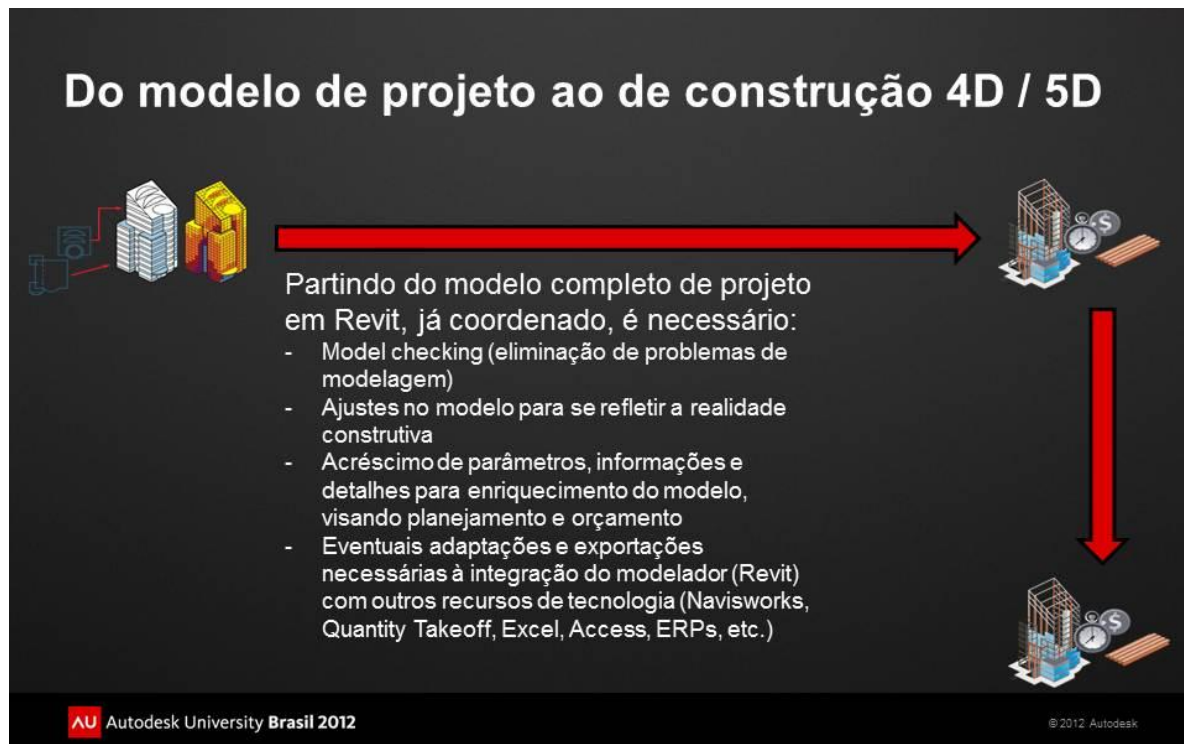 Do modelo de projeto ao de construção 4D / 5D
Partindo do modelo completo de projeto
em Revit, já coordenado, é necessário:
- Model checking (eliminação de problemas de
modelagem)
- Ajustes no modelo para se refletir a realidade
construtiva
- Acréscimo de parâmetros, informações e
detalhes para enriquecimento do modelo,
visando planejamento e orçamento
- Eventuais adaptações e exportações
necessárias à integração do modelador (Revit)
com outros recursos de tecnologia (Navisworks,
Quantity Takeoff, Excel, Access, ERPs, etc.)
$
$
AU Autodesk University Brasil 2012
© 2012 Autodesk